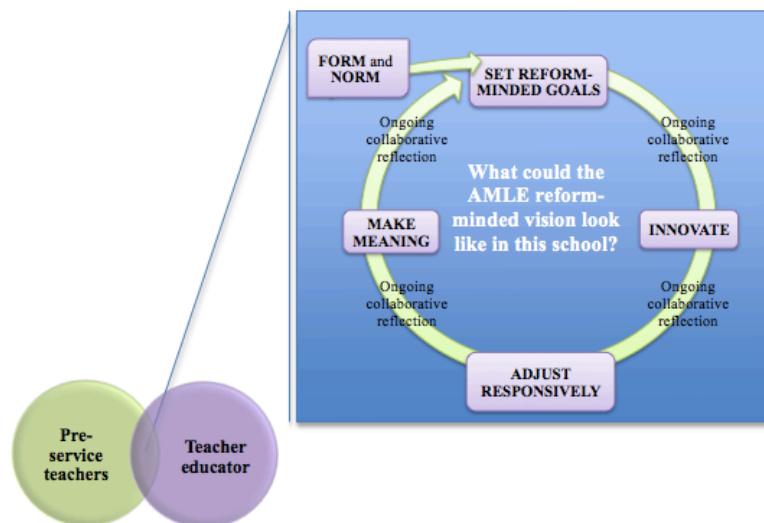 FORM and
NORM
SET REFORM-
MINDED GOALS
Ongoing
collaborative
reflection
Ongoing
collaborative
reflection
What could the
AMLE reform-
minded vision look
like in this school?
MAKE
MEANING
INNOVATE
Ongoing
collaborative
reflection
Ongoing
collaborative
reflection
ADJUST
RESPONSIVELY
Pre-
service
teachers
Teacher
educator